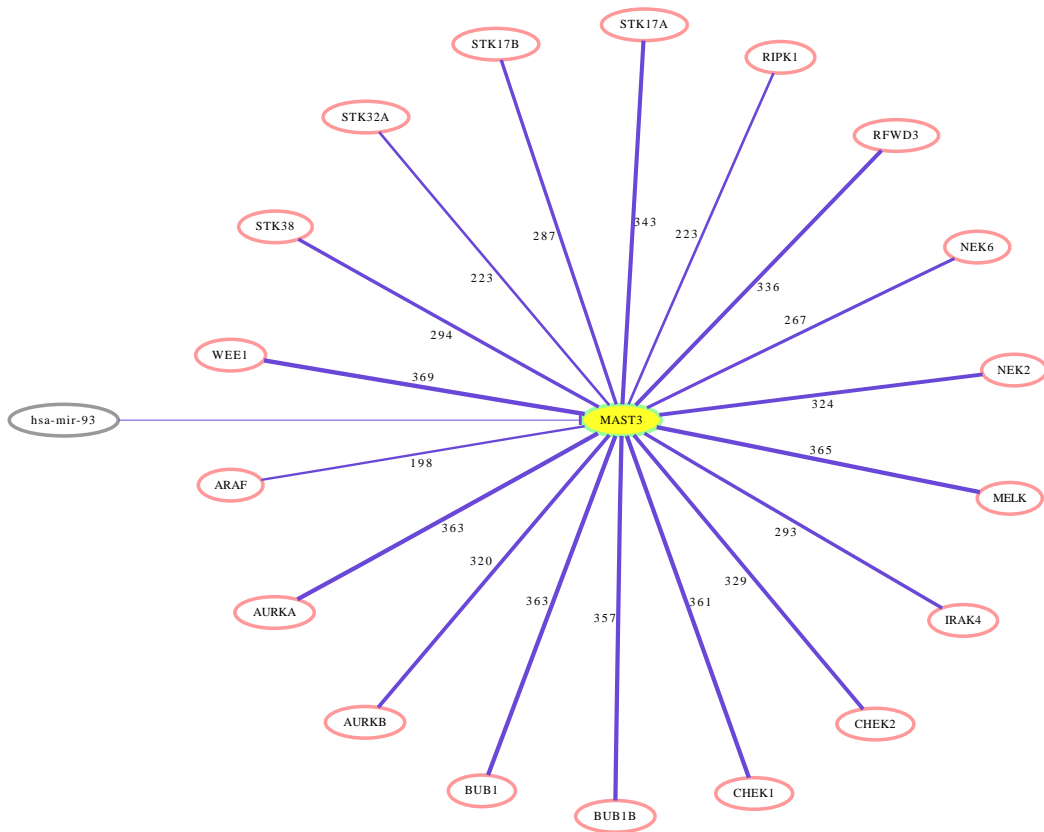 STK17A
STK17B
RIPK1
STK32A
RFWD3
STK38
343
223
287
NEK6
223
336
267
294
WEE1
369
NEK2
324
hsa-mir-93
MAST3
365
198
ARAF
MELK
363
320
293
329
363
361
357
AURKA
IRAK4
AURKB
CHEK2
BUB1
CHEK1
BUB1B